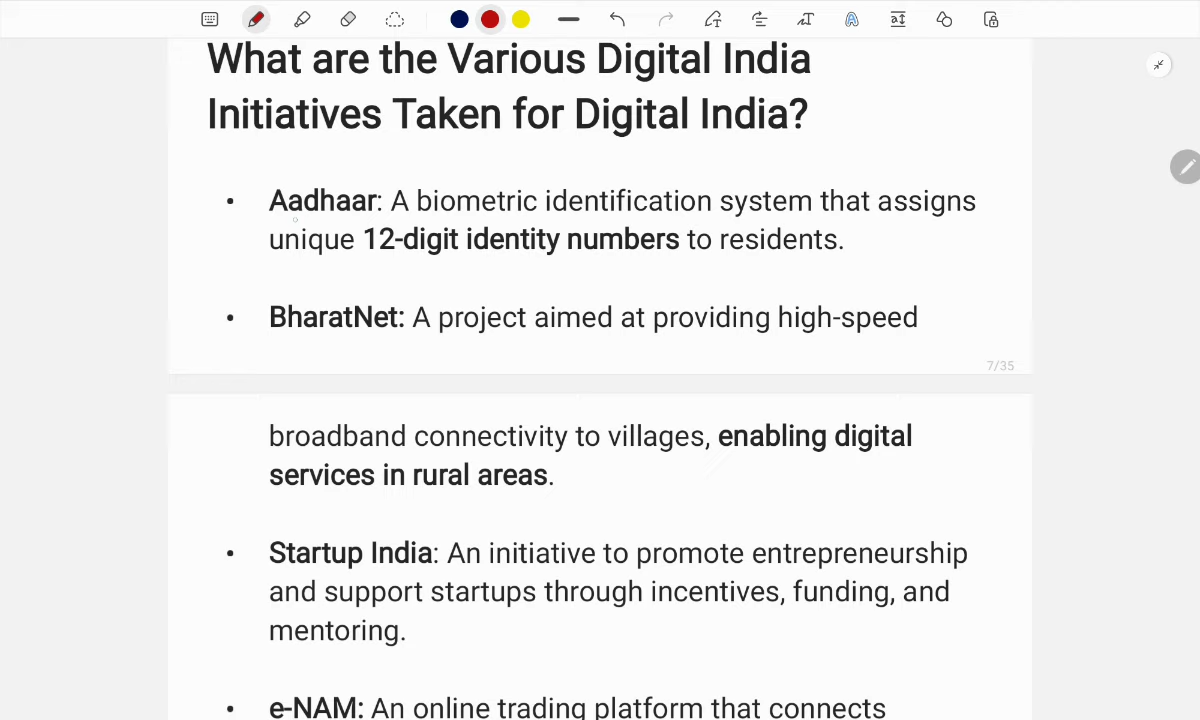 What are the Various Digital India
Initiatives Taken for Digital India?
• Aadhaar: A biometric identification system that assigns
unique 12-digit identity numbers to residents.
• BharatNet: A project aimed at providing high-speed
7/35
broadband connectivity to villages, enabling digital
services in rural areas.
• Startup India: An initiative to promote entrepreneurship
and support startups through incentives, funding, and
mentoring.
• e-NAM: An online trading platform that connects